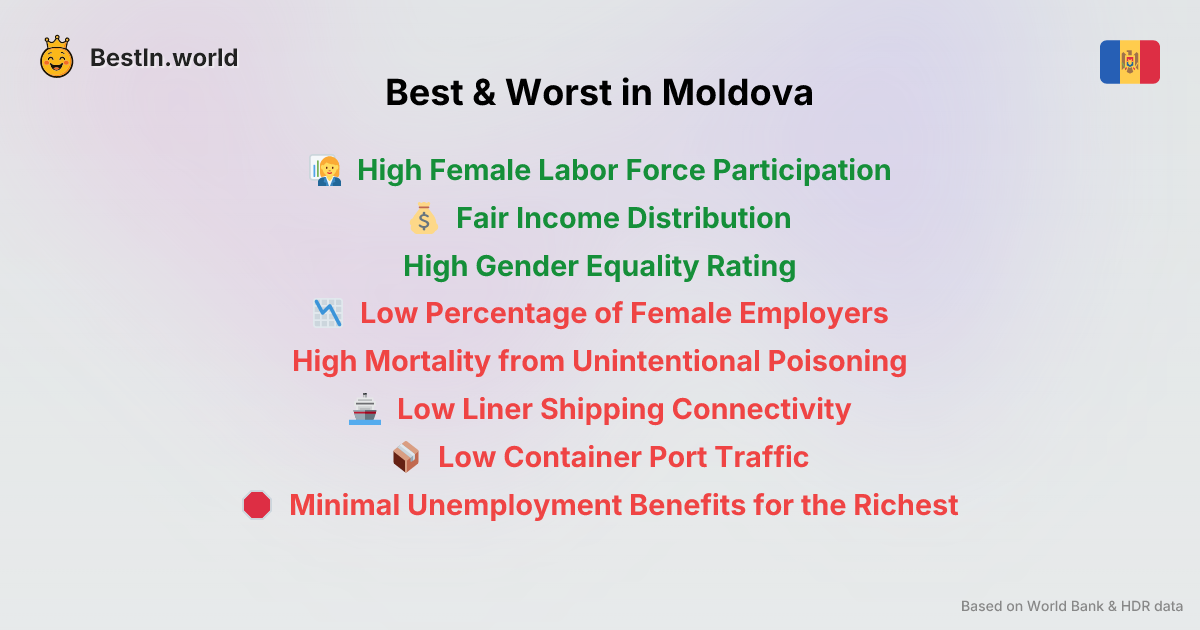 BestIn.world
Best & Worst in Moldova
High Female Labor Force Participation
$ Fair Income Distribution
High Gender Equality Rating
Low Percentage of Female Employers
High Mortality from Unintentional Poisoning
Low Liner Shipping Connectivity
Low Container Port Traffic
Minimal Unemployment Benefits for the Richest
Based on World Bank & HDR data